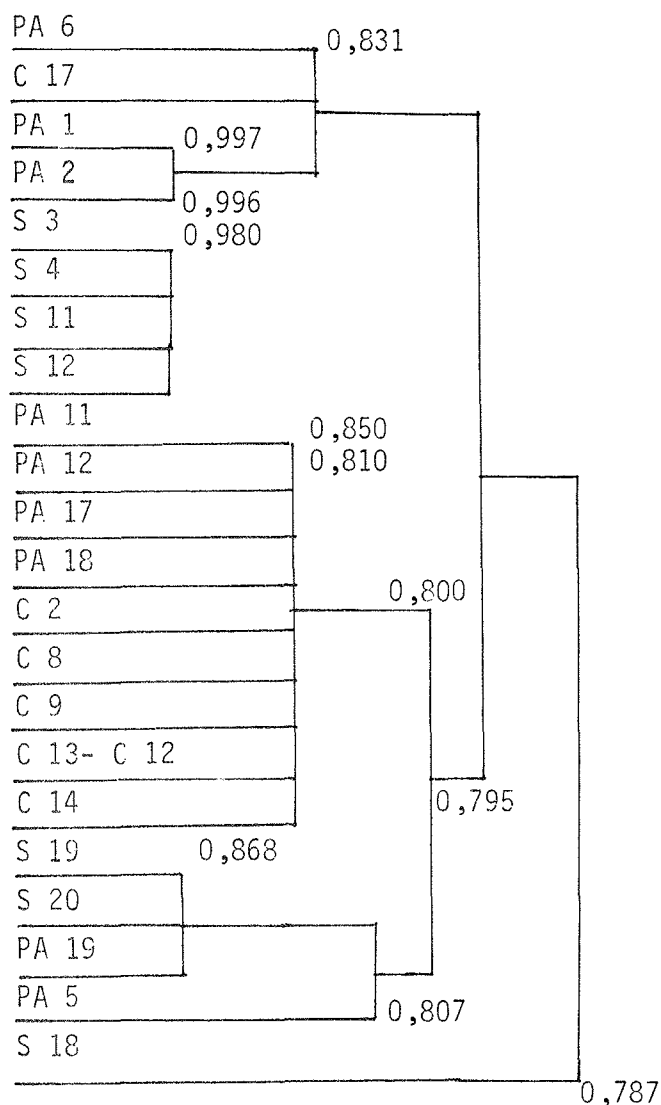 PA 6
0,831
C 17
PA 1
0,997
PA 2
0,996
S 3
0,980
S 4
S 11
S 12
PA 11
0,850
PA 12
0,810
PA 17
PA 18
0,800
C 2
C 8
C 9
C 13- C 12
C 14
0,795
S 19
0,868
S 20
PA 19
PA 5
0,807
S 18
0,787